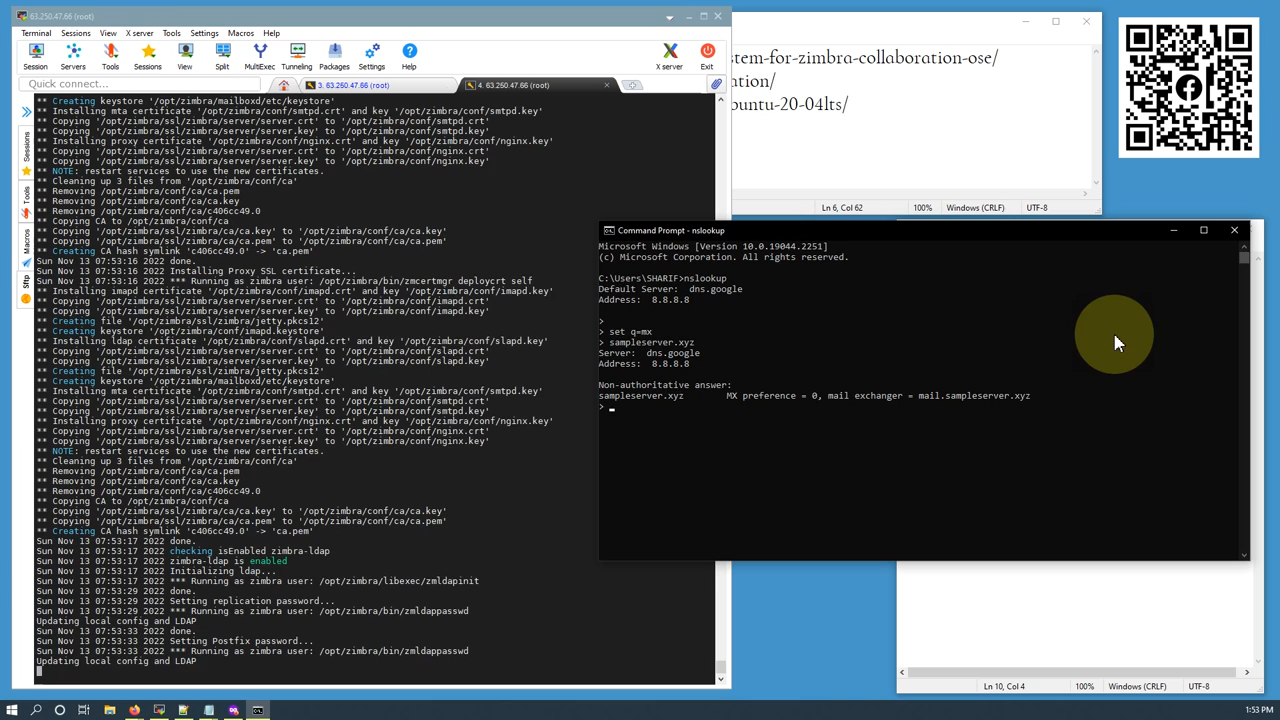 63.250.47.66 (root)
Terminal Sessions View X server Tools Settings Macros Help
Session Servers Tools Sessions View Split MultiExec Tunneling Packages Settings Help X server Exit
Quick connect...
3. 63.250.47.66 (root)
4. 63.250.47.66 (root)
Sessions
Tools
Macros
Sftp
** Creating keystore '/opt/zimbra/mailboxd/etc/keystore'
** Installing mta certificate '/opt/zimbra/conf/smtpd.crt' and key '/opt/zimbra/conf/smtpd.key'
** Copying '/opt/zimbra/ssl/zimbra/server/server.crt' to '/opt/zimbra/conf/smtpd.crt'
** Copying '/opt/zimbra/ssl/zimbra/server/server.key' to '/opt/zimbra/conf/smtpd.key'
** Installing proxy certificate '/opt/zimbra/conf/nginx.crt' and key '/opt/zimbra/conf/nginx.key'
** Copying '/opt/zimbra/ssl/zimbra/server/server.crt' to '/opt/zimbra/conf/nginx.crt'
** Copying '/opt/zimbra/ssl/zimbra/server/server.key' to '/opt/zimbra/conf/nginx.key'
** NOTE: restart services to use the new certificates.
** Cleaning up 3 files from '/opt/zimbra/conf/ca'
** Removing /opt/zimbra/conf/ca/ca.pem
** Removing /opt/zimbra/conf/ca/ca.key
** Removing /opt/zimbra/conf/ca/c406cc49.0
** Copying CA to /opt/zimbra/conf/ca
** Copying '/opt/zimbra/ssl/zimbra/ca/ca.key' to '/opt/zimbra/conf/ca/ca.key'
** Copying '/opt/zimbra/ssl/zimbra/ca/ca.pem' to '/opt/zimbra/conf/ca/ca.pem'
** Creating CA hash symlink 'c406cc49.0' -> 'ca.pem'
Sun Nov 13 07:53:16 2022 done.
Sun Nov 13 07:53:16 2022 Installing Proxy SSL certificate...
Sun Nov 13 07:53:16 2022 *** Running as zimbra user: /opt/zimbra/bin/zmcertmgr deploycrt self
** Installing imapd certificate '/opt/zimbra/conf/imapd.crt' and key '/opt/zimbra/conf/imapd.key'
** Copying '/opt/zimbra/ssl/zimbra/server/server.crt' to '/opt/zimbra/conf/imapd.crt'
** Copying '/opt/zimbra/ssl/zimbra/server/server.key' to '/opt/zimbra/conf/imapd.key'
** Creating file '/opt/zimbra/ssl/zimbra/jetty.pkcs12'
** Creating keystore '/opt/zimbra/conf/imapd.keystore'
** Installing ldap certificate '/opt/zimbra/conf/slapd.crt' and key '/opt/zimbra/conf/slapd.key'
** Copying '/opt/zimbra/ssl/zimbra/server/server.crt' to '/opt/zimbra/conf/slapd.crt'
** Copying '/opt/zimbra/ssl/zimbra/server/server.key' to '/opt/zimbra/conf/slapd.key'
** Creating file '/opt/zimbra/ssl/zimbra/jetty.pkcs12'
** Creating keystore '/opt/zimbra/mailboxd/etc/keystore'
** Installing mta certificate '/opt/zimbra/conf/smtpd.crt' and key '/opt/zimbra/conf/smtpd.key'
** Copying '/opt/zimbra/ssl/zimbra/server/server.crt' to '/opt/zimbra/conf/smtpd.crt'
** Copying '/opt/zimbra/ssl/zimbra/server/server.key' to '/opt/zimbra/conf/smtpd.key'
** Installing proxy certificate '/opt/zimbra/conf/nginx.crt' and key '/opt/zimbra/conf/nginx.key'
** Copying '/opt/zimbra/ssl/zimbra/server/server.crt' to '/opt/zimbra/conf/nginx.crt'
** Copying '/opt/zimbra/ssl/zimbra/server/server.key' to '/opt/zimbra/conf/nginx.key'
** NOTE: restart services to use the new certificates.
** Cleaning up 3 files from '/opt/zimbra/conf/ca'
** Removing /opt/zimbra/conf/ca/ca.pem
** Removing /opt/zimbra/conf/ca/ca.key
** Removing /opt/zimbra/conf/ca/c406cc49.0
** Copying CA to /opt/zimbra/conf/ca
** Copying '/opt/zimbra/ssl/zimbra/ca/ca.key' to '/opt/zimbra/conf/ca/ca.key'
** Copying '/opt/zimbra/ssl/zimbra/ca/ca.pem' to '/opt/zimbra/conf/ca/ca.pem'
** Creating CA hash symlink 'c406cc49.0' -> 'ca.pem'
Sun Nov 13 07:53:17 2022 done.
Sun Nov 13 07:53:17 2022 checking isEnabled zimbra-ldap
Sun Nov 13 07:53:17 2022 zimbra-ldap is enabled
Sun Nov 13 07:53:17 2022 Initializing ldap...
Sun Nov 13 07:53:17 2022 *** Running as zimbra user: /opt/zimbra/libexec/zmldapinit
Sun Nov 13 07:53:29 2022 done.
Sun Nov 13 07:53:29 2022 Setting replication password...
Sun Nov 13 07:53:29 2022 *** Running as zimbra user: /opt/zimbra/bin/zmldappasswd
Updating local config and LDAP
Sun Nov 13 07:53:33 2022 done.
Sun Nov 13 07:53:33 2022 Setting Postfix password...
Sun Nov 13 07:53:33 2022 *** Running as zimbra user: /opt/zimbra/bin/zmldappasswd
Updating local config and LDAP
stem-for-zimbra-collaboration-ose/
ation/
buntu-20-04lts/
Ln 6, Col 62 100% Windows (CRLF) UTF-8
Command Prompt - nslookup
Microsoft Windows [Version 10.0.19044.2251]
(c) Microsoft Corporation. All rights reserved.
C:\Users\SHARIF>nslookup
Default Server: dns.google
Address: 8.8.8.8
>
> set q=mx
> sampleserver.xyz
Server: dns.google
Address: 8.8.8.8
Non-authoritative answer:
sampleserver.xyz MX preference = 0, mail exchanger = mail.sampleserver.xyz
>
Ln 10, Col 4 100% Windows (CRLF) UTF-8
1:53 PM